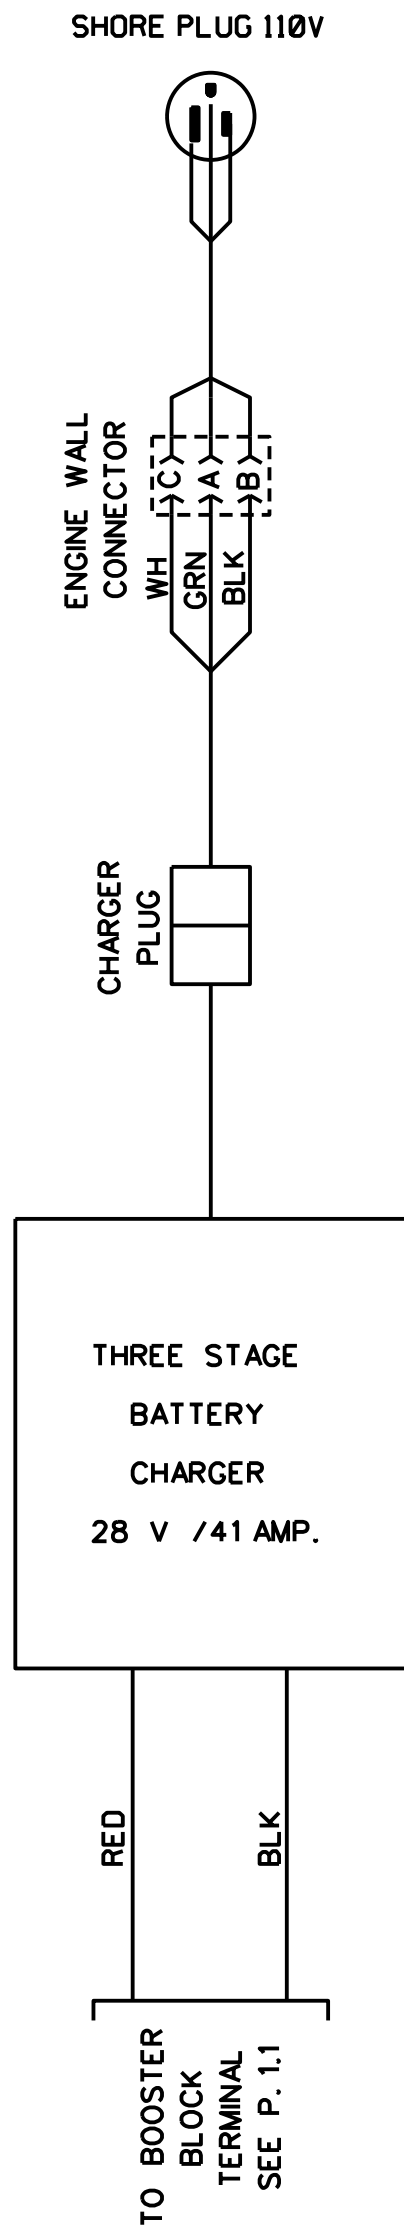 SHORE PLUG 110V
ENGINE WALL
CONNECTOR
C
A
B
WH
GRN
BLK
CHARGER
PLUG
THREE STAGE
BATTERY
CHARGER
28 V /41 AMP.
RED
BLK
TO BOOSTER
BLOCK
TERMINAL
SEE P. 1.1